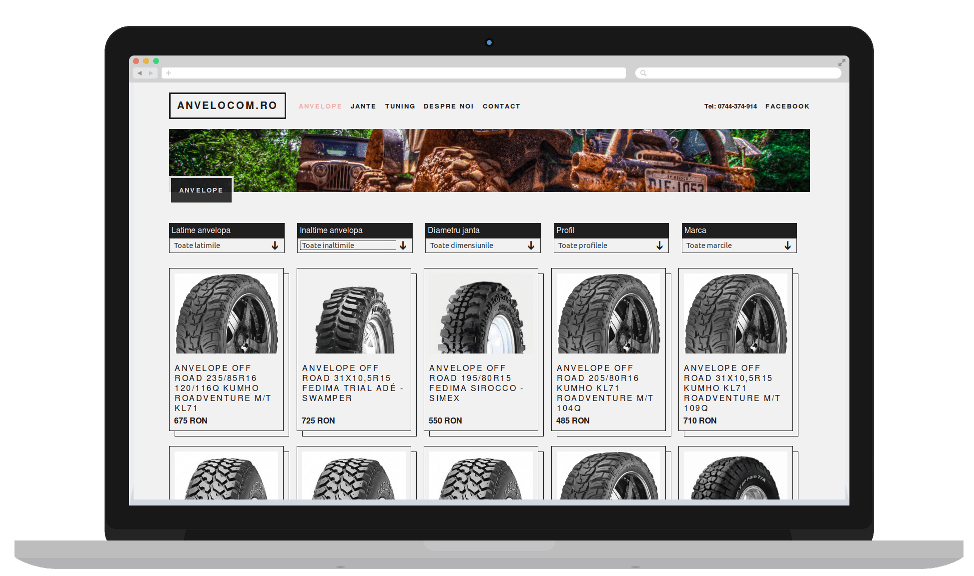 ANVELOCOM.RO
ANVELOPE JANTE TUNING DESPRE NOI CONTACT
Tel: 0744-374-914 FACEBOOK
ANVELOPE
Latime anvelopa Inaltime anvelopa Diametru janta Profil Marca
Toate latimile Toate inaltimile Toate dimensiunile Toate profilele Toate marcile
ANVELOPE OFF
ROAD 235/85R16
120/116Q KUMHO
ROADVENTURE M/T
KL71
675 RON
ANVELOPE OFF
ROAD 31X10,5R15
FEDIMA TRIAL ADÉ -
SWAMPER
725 RON
ANVELOPE OFF
ROAD 195/80R15
FEDIMA SIROCO -
SIMEX
550 RON
ANVELOPE OFF
ROAD 205/80R16
KUMHO KL71
ROADVENTURE M/T
104Q
485 RON
ANVELOPE OFF
ROAD 31X10,5R15
KUMHO KL71
ROADVENTURE M/T
109Q
710 RON